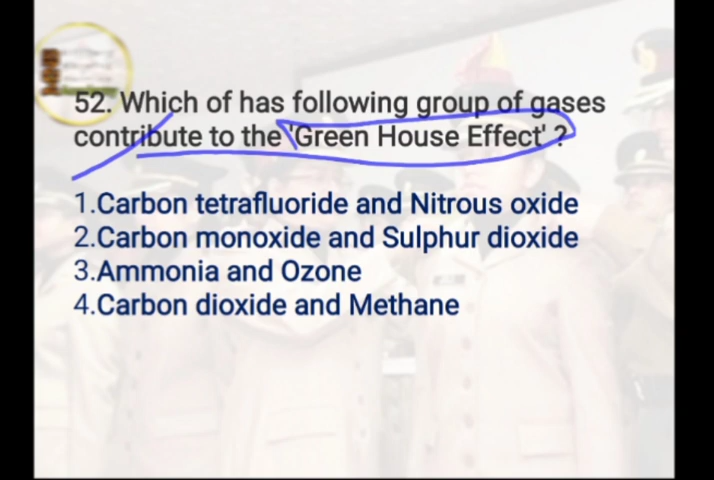 52. Which of has following group of gases
contribute to the 'Green House Effect' ?
1.Carbon tetrafluoride and Nitrous oxide
2.Carbon monoxide and Sulphur dioxide
3.Ammonia and Ozone
4.Carbon dioxide and Methane